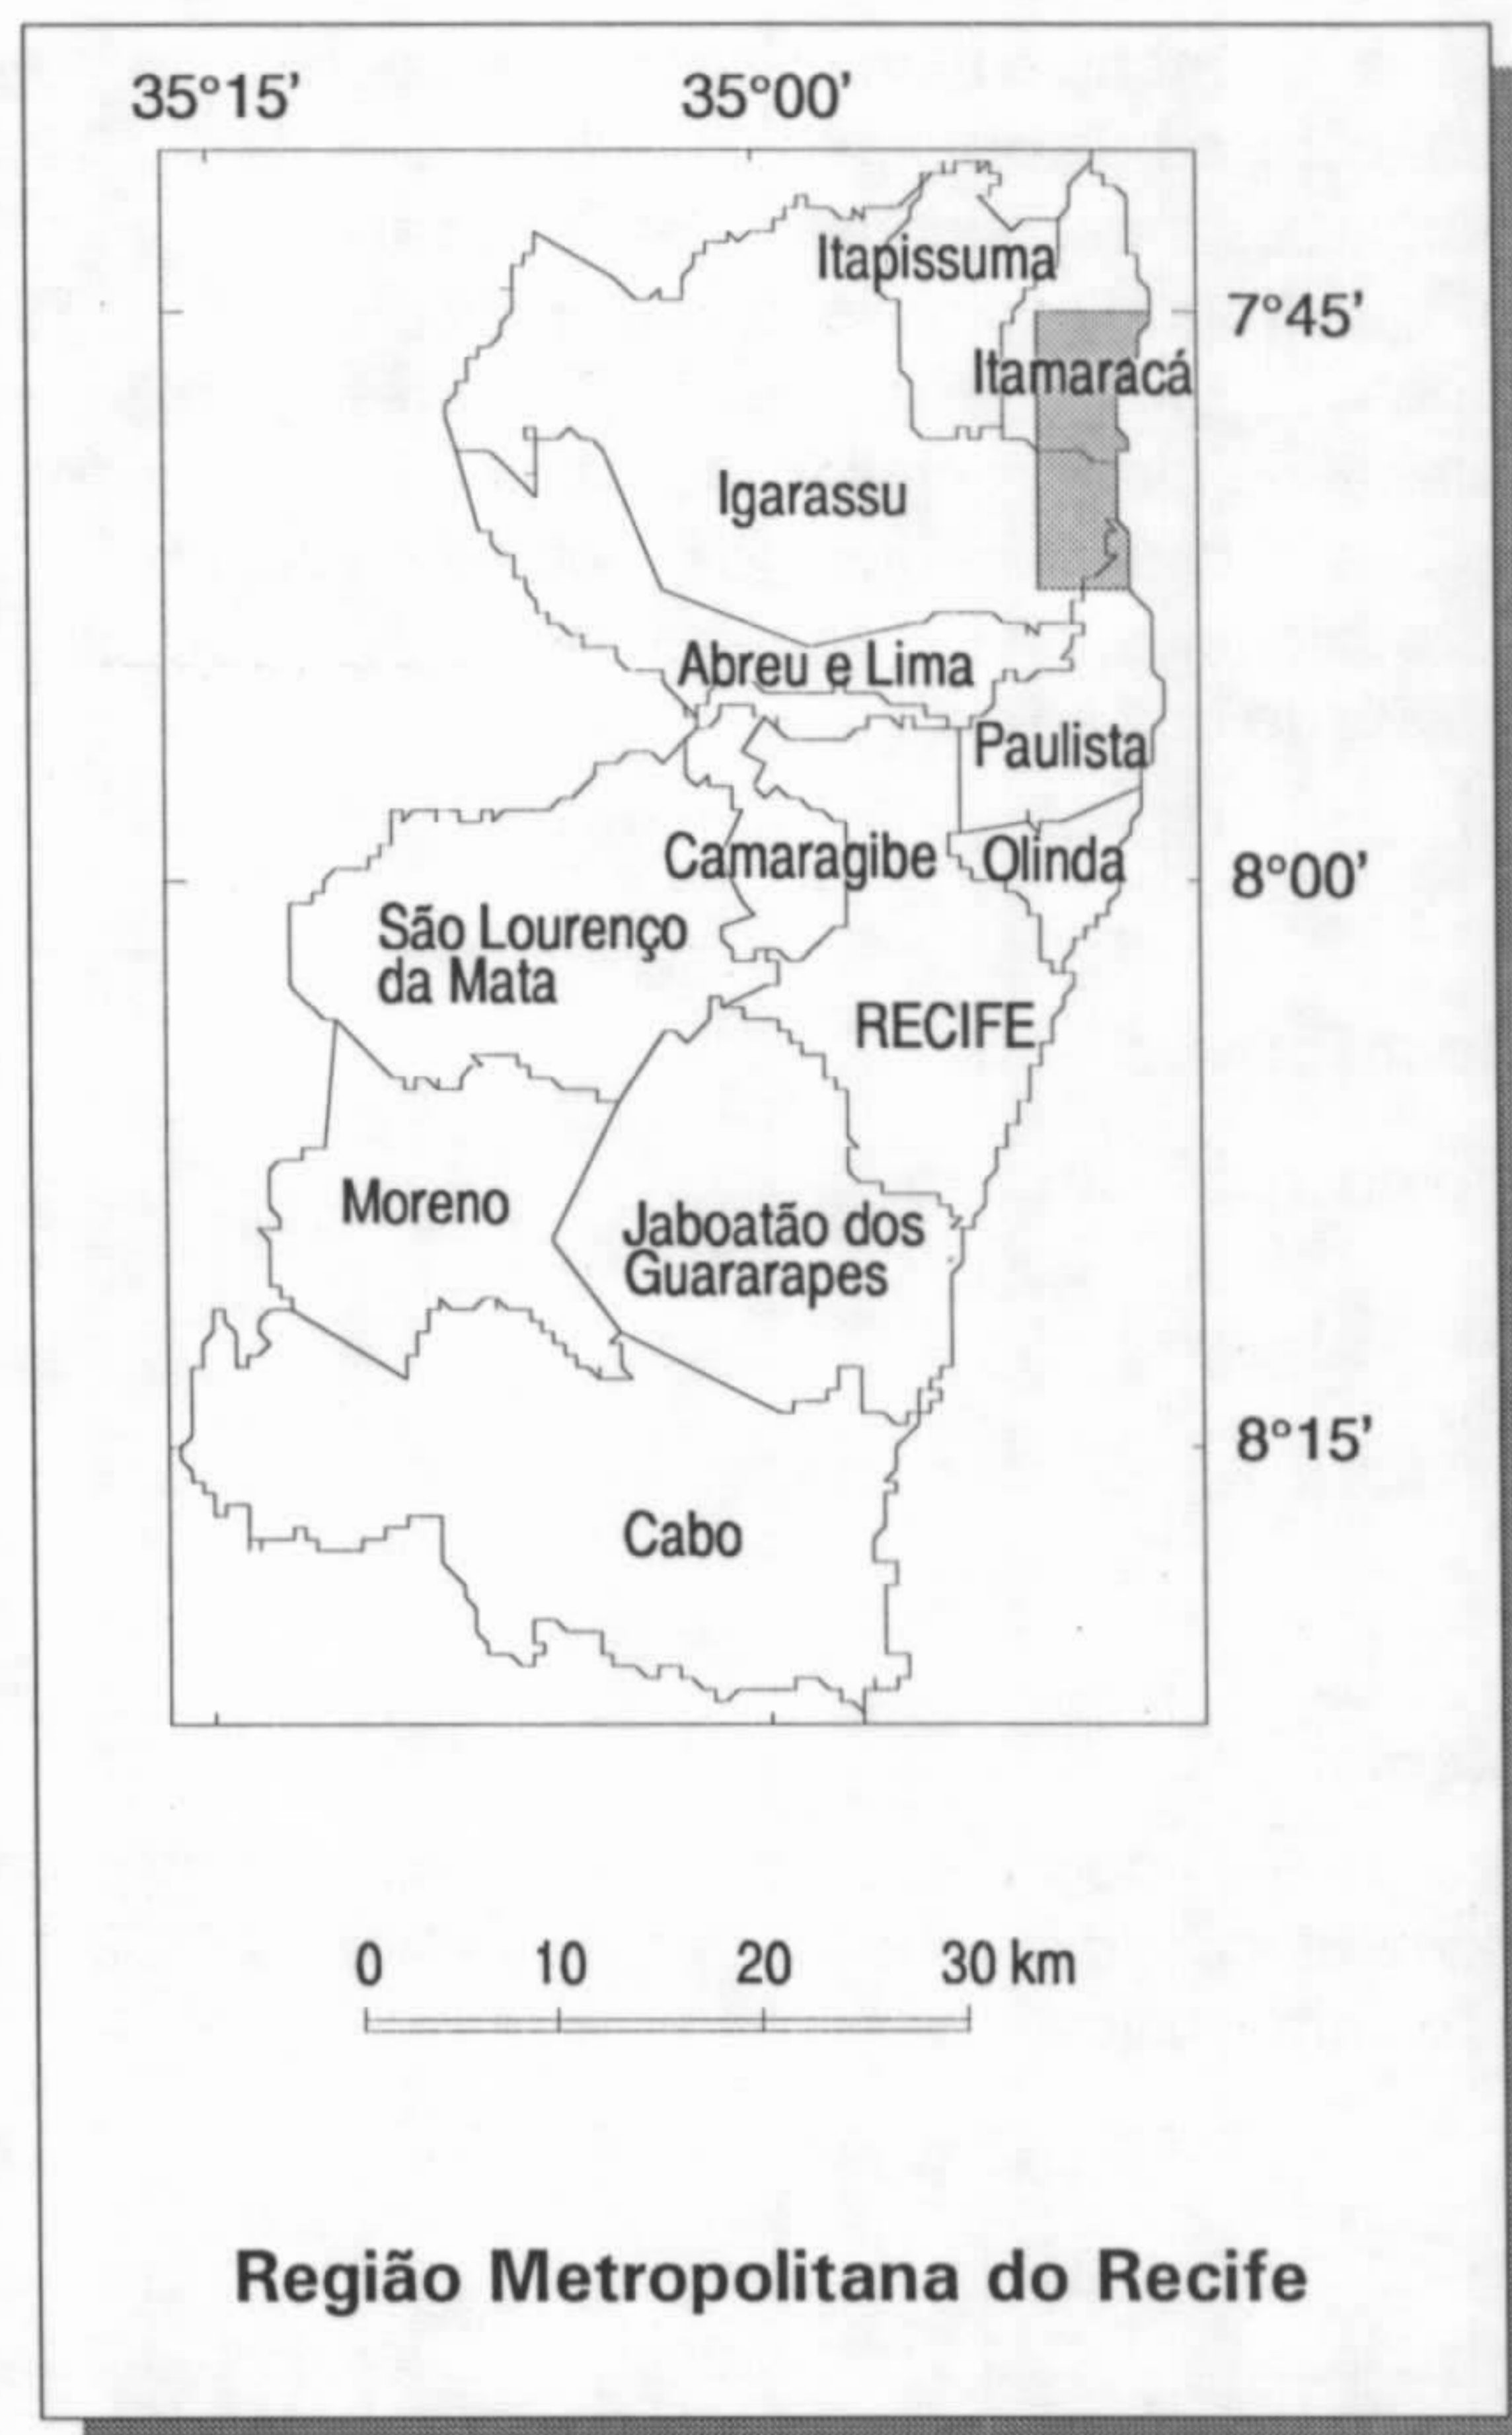 35°15'
35°00'
Itapissuma
7°45'
Itamaracá
Igarassu
Abreu e Lima
Paulista
Camaragibe
Olinda
8°00'
São Lourenço
da Mata
RECIFE
Moreno
Jaboatão dos
Guararapes
8°15'
Cabo
0 10 20 30 km
Região Metropolitana do Recife